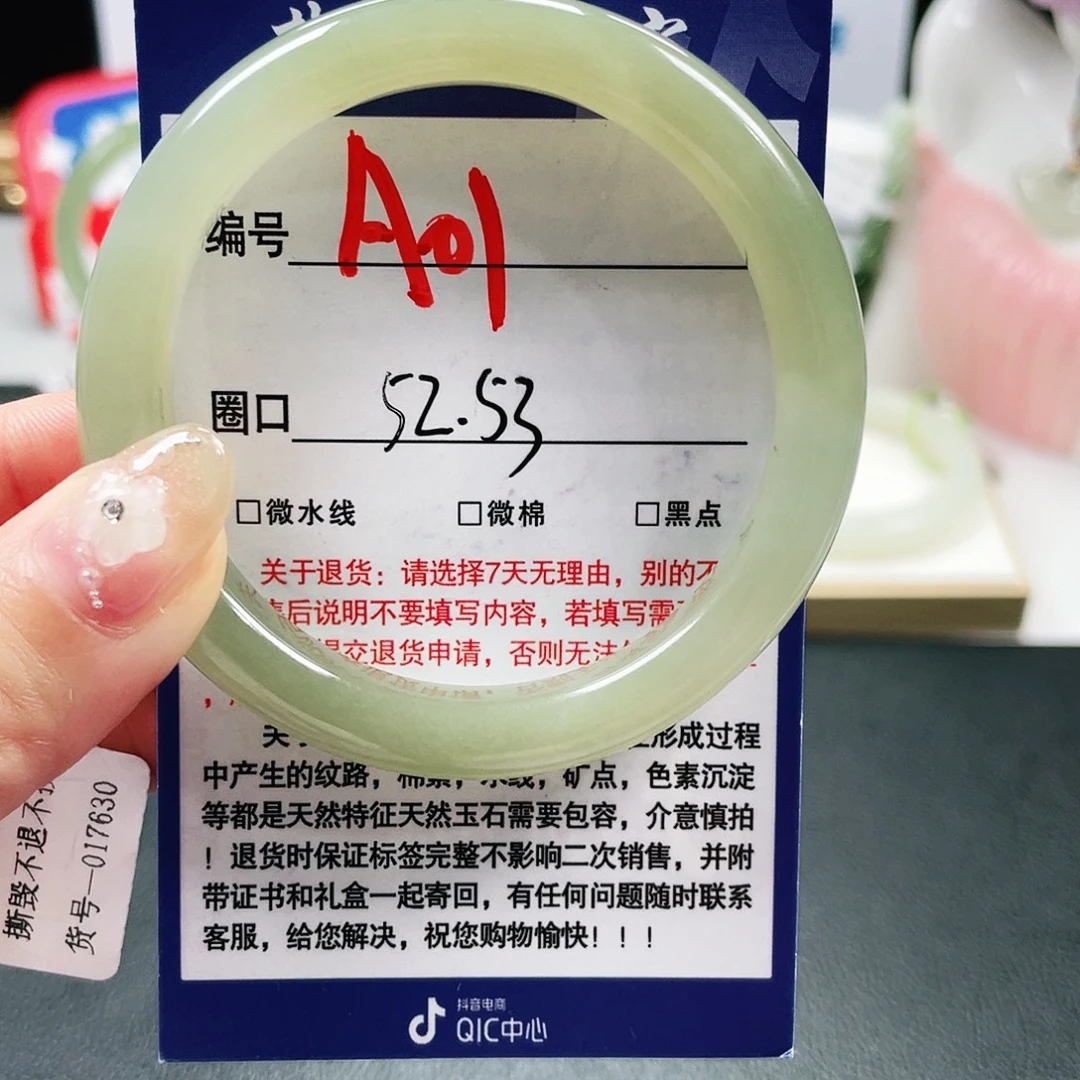 编号 A01
圈口 52.53
□微水线 □微棉 □黑点
关于退货：请选择7天无理由，别的不
后说明不要填写内容，若填写需
提交退货申请，否则无法
形成过程
中产生的纹路，棉絮，水线，矿点，色素沉淀
等都是天然特征天然玉石需要包容，介意慎拍
！退货时保证标签完整不影响二次销售，并附
带证书和礼盒一起寄回，有任何问题随时联系
客服，给您解决，祝您购物愉快！！！
撕毁不退不
货号—017630
抖音电商
QIC中心